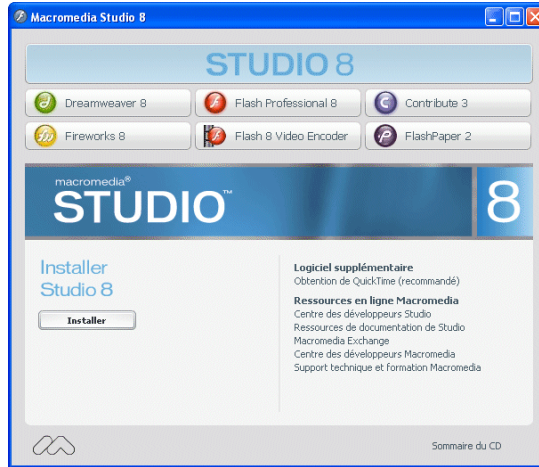 Macromedia Studio 8
STUDIO 8
Dreamweaver 8
Flash Professional 8
Contribute 3
Fireworks 8
Flash 8 Video Encoder
FlashPaper 2
macromedia®
STUDIO™
8
Installer
Studio 8
Installer
Logiciel supplémentaire
Obtention de QuickTime (recommandé)
Ressources en ligne Macromedia
Centre des développeurs Studio
Ressources de documentation de Studio
Macromedia Exchange
Centre des développeurs Macromedia
Support technique et formation Macromedia
Sommaire du CD